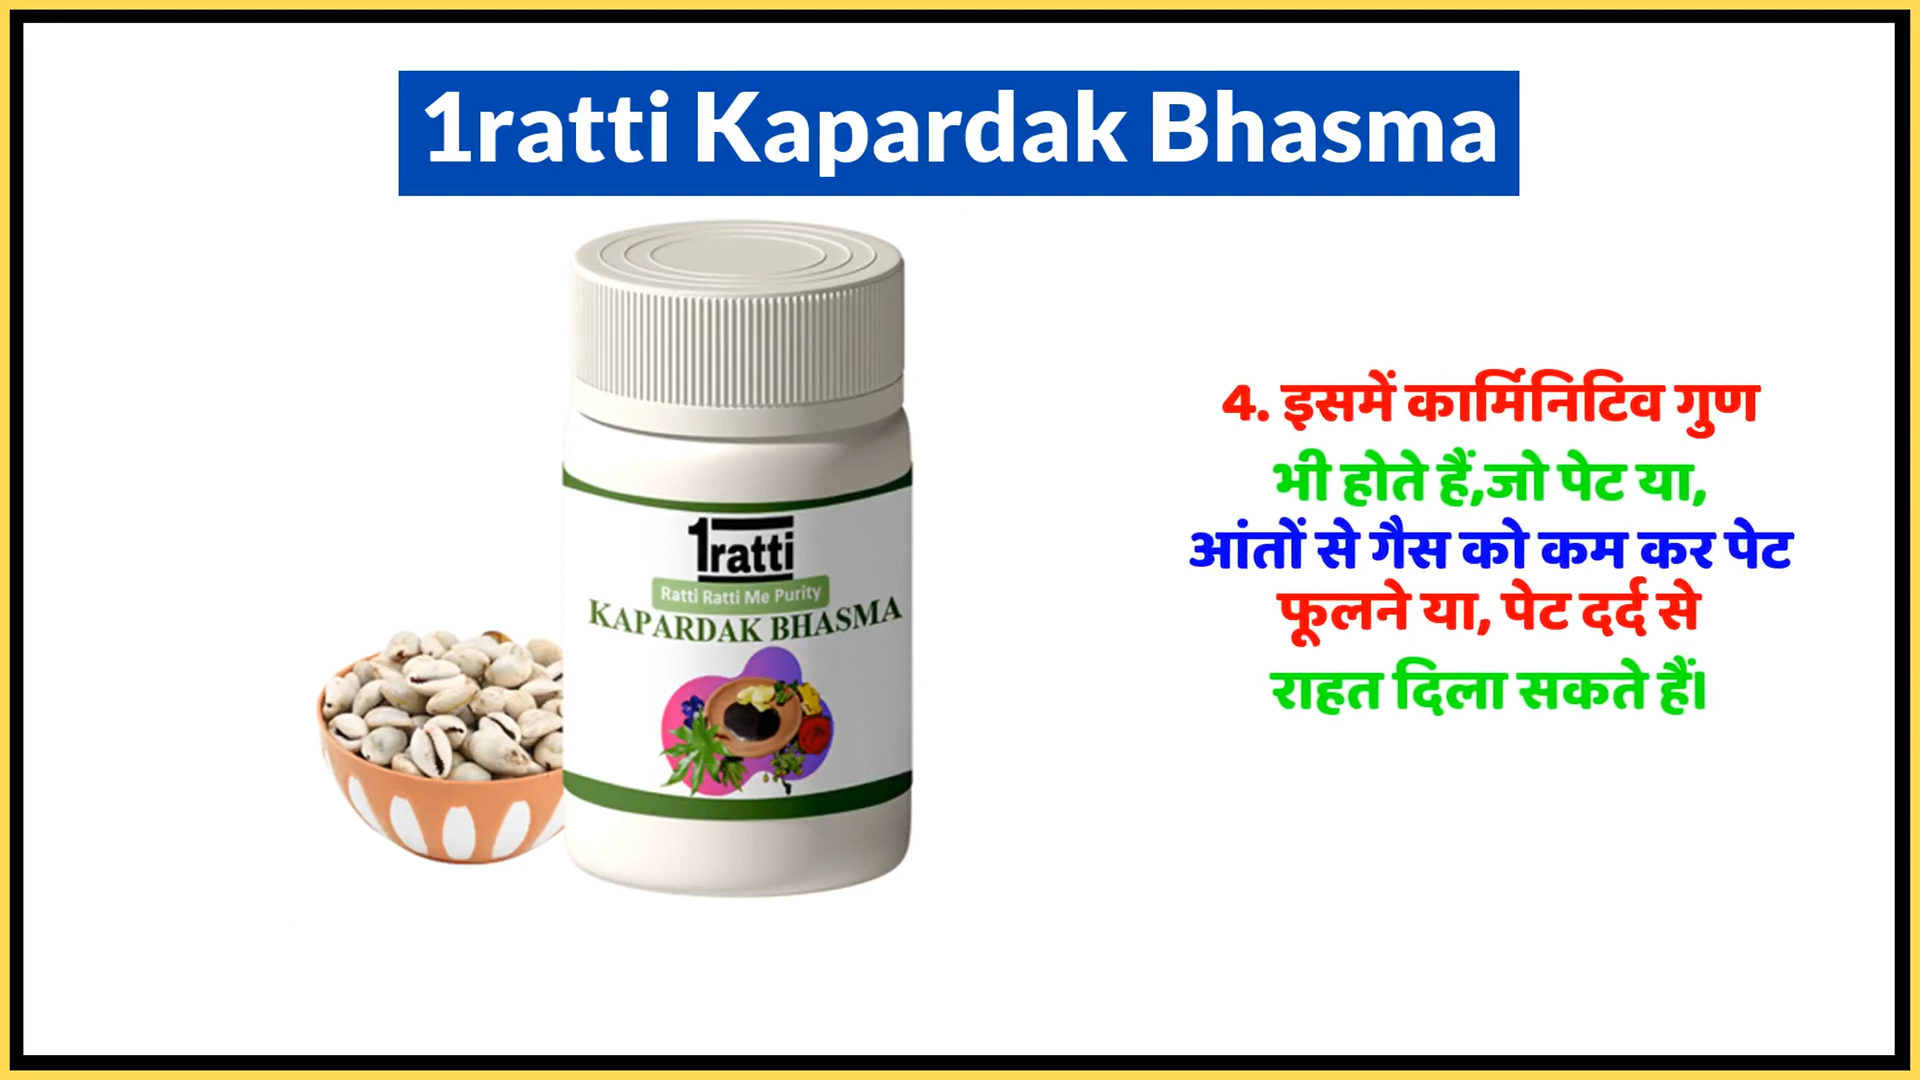 1ratti Kapardak Bhasma
1ratti
Ratti Ratti Me Purity
KAPARDAK BHASMA
4. इसमें कार्मिनिटिव गुण
भी होते हैं,जो पेट या,
आंतों से गैस को कम कर पेट
फूलने या, पेट दर्द से
राहत दिला सकते हैं।